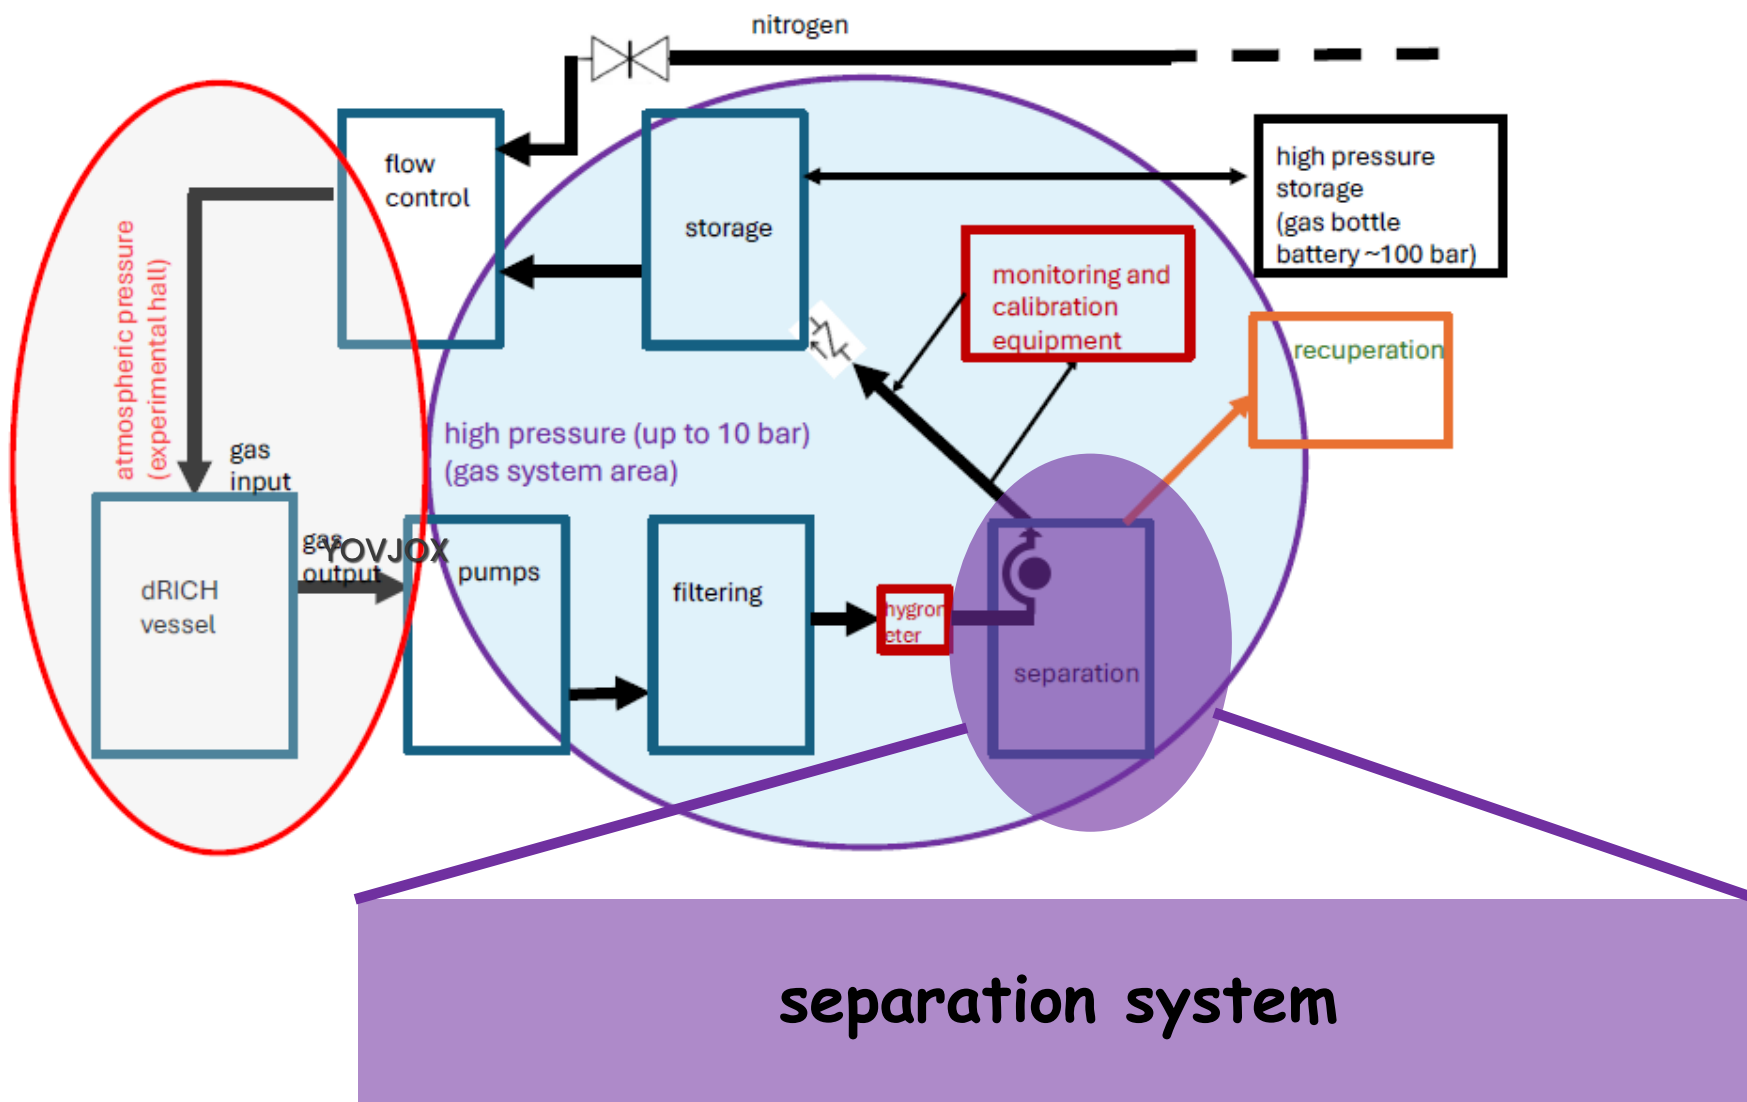 nitrogen
flow
control
storage
high pressure
storage
(gas bottle
battery ~100 bar)
monitoring and
calibration
equipment
recuperation
atmospheric pressure
(experimental hall)
high pressure (up to 10 bar)
(gas system area)
gas
input
gas
output
YOVJOX
dRICH
vessel
pumps
filtering
hygrom
eter
separation
separation system